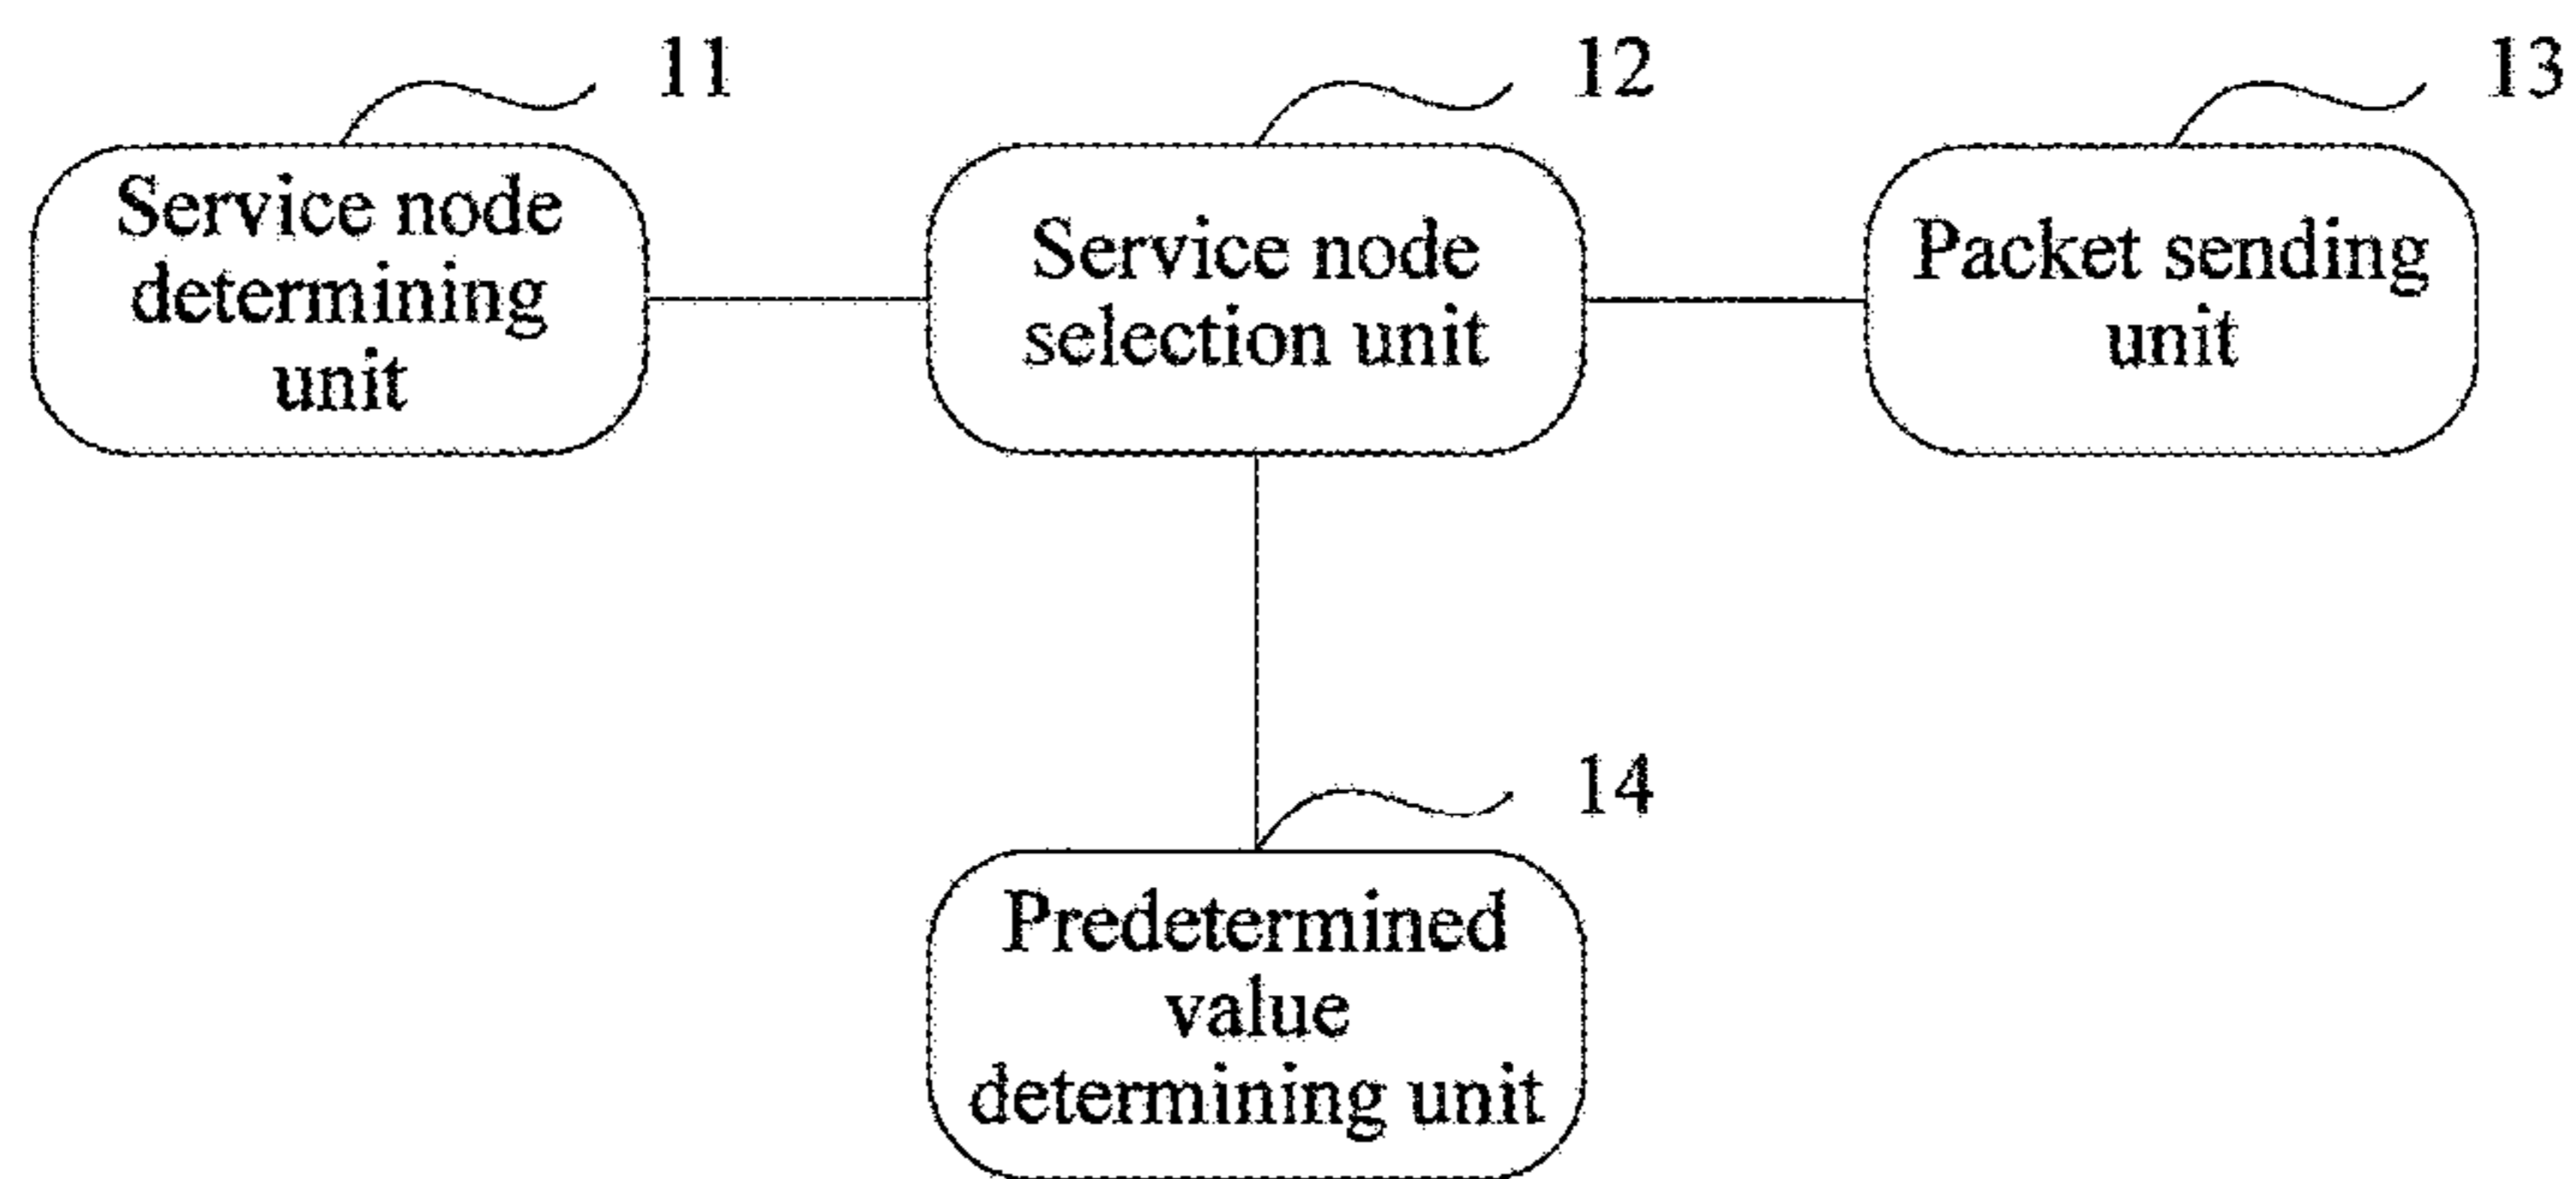 11
12
13
Service node
determining
unit
Service node
selection unit
Packet sending
unit
14
Predetermined
value
determining unit